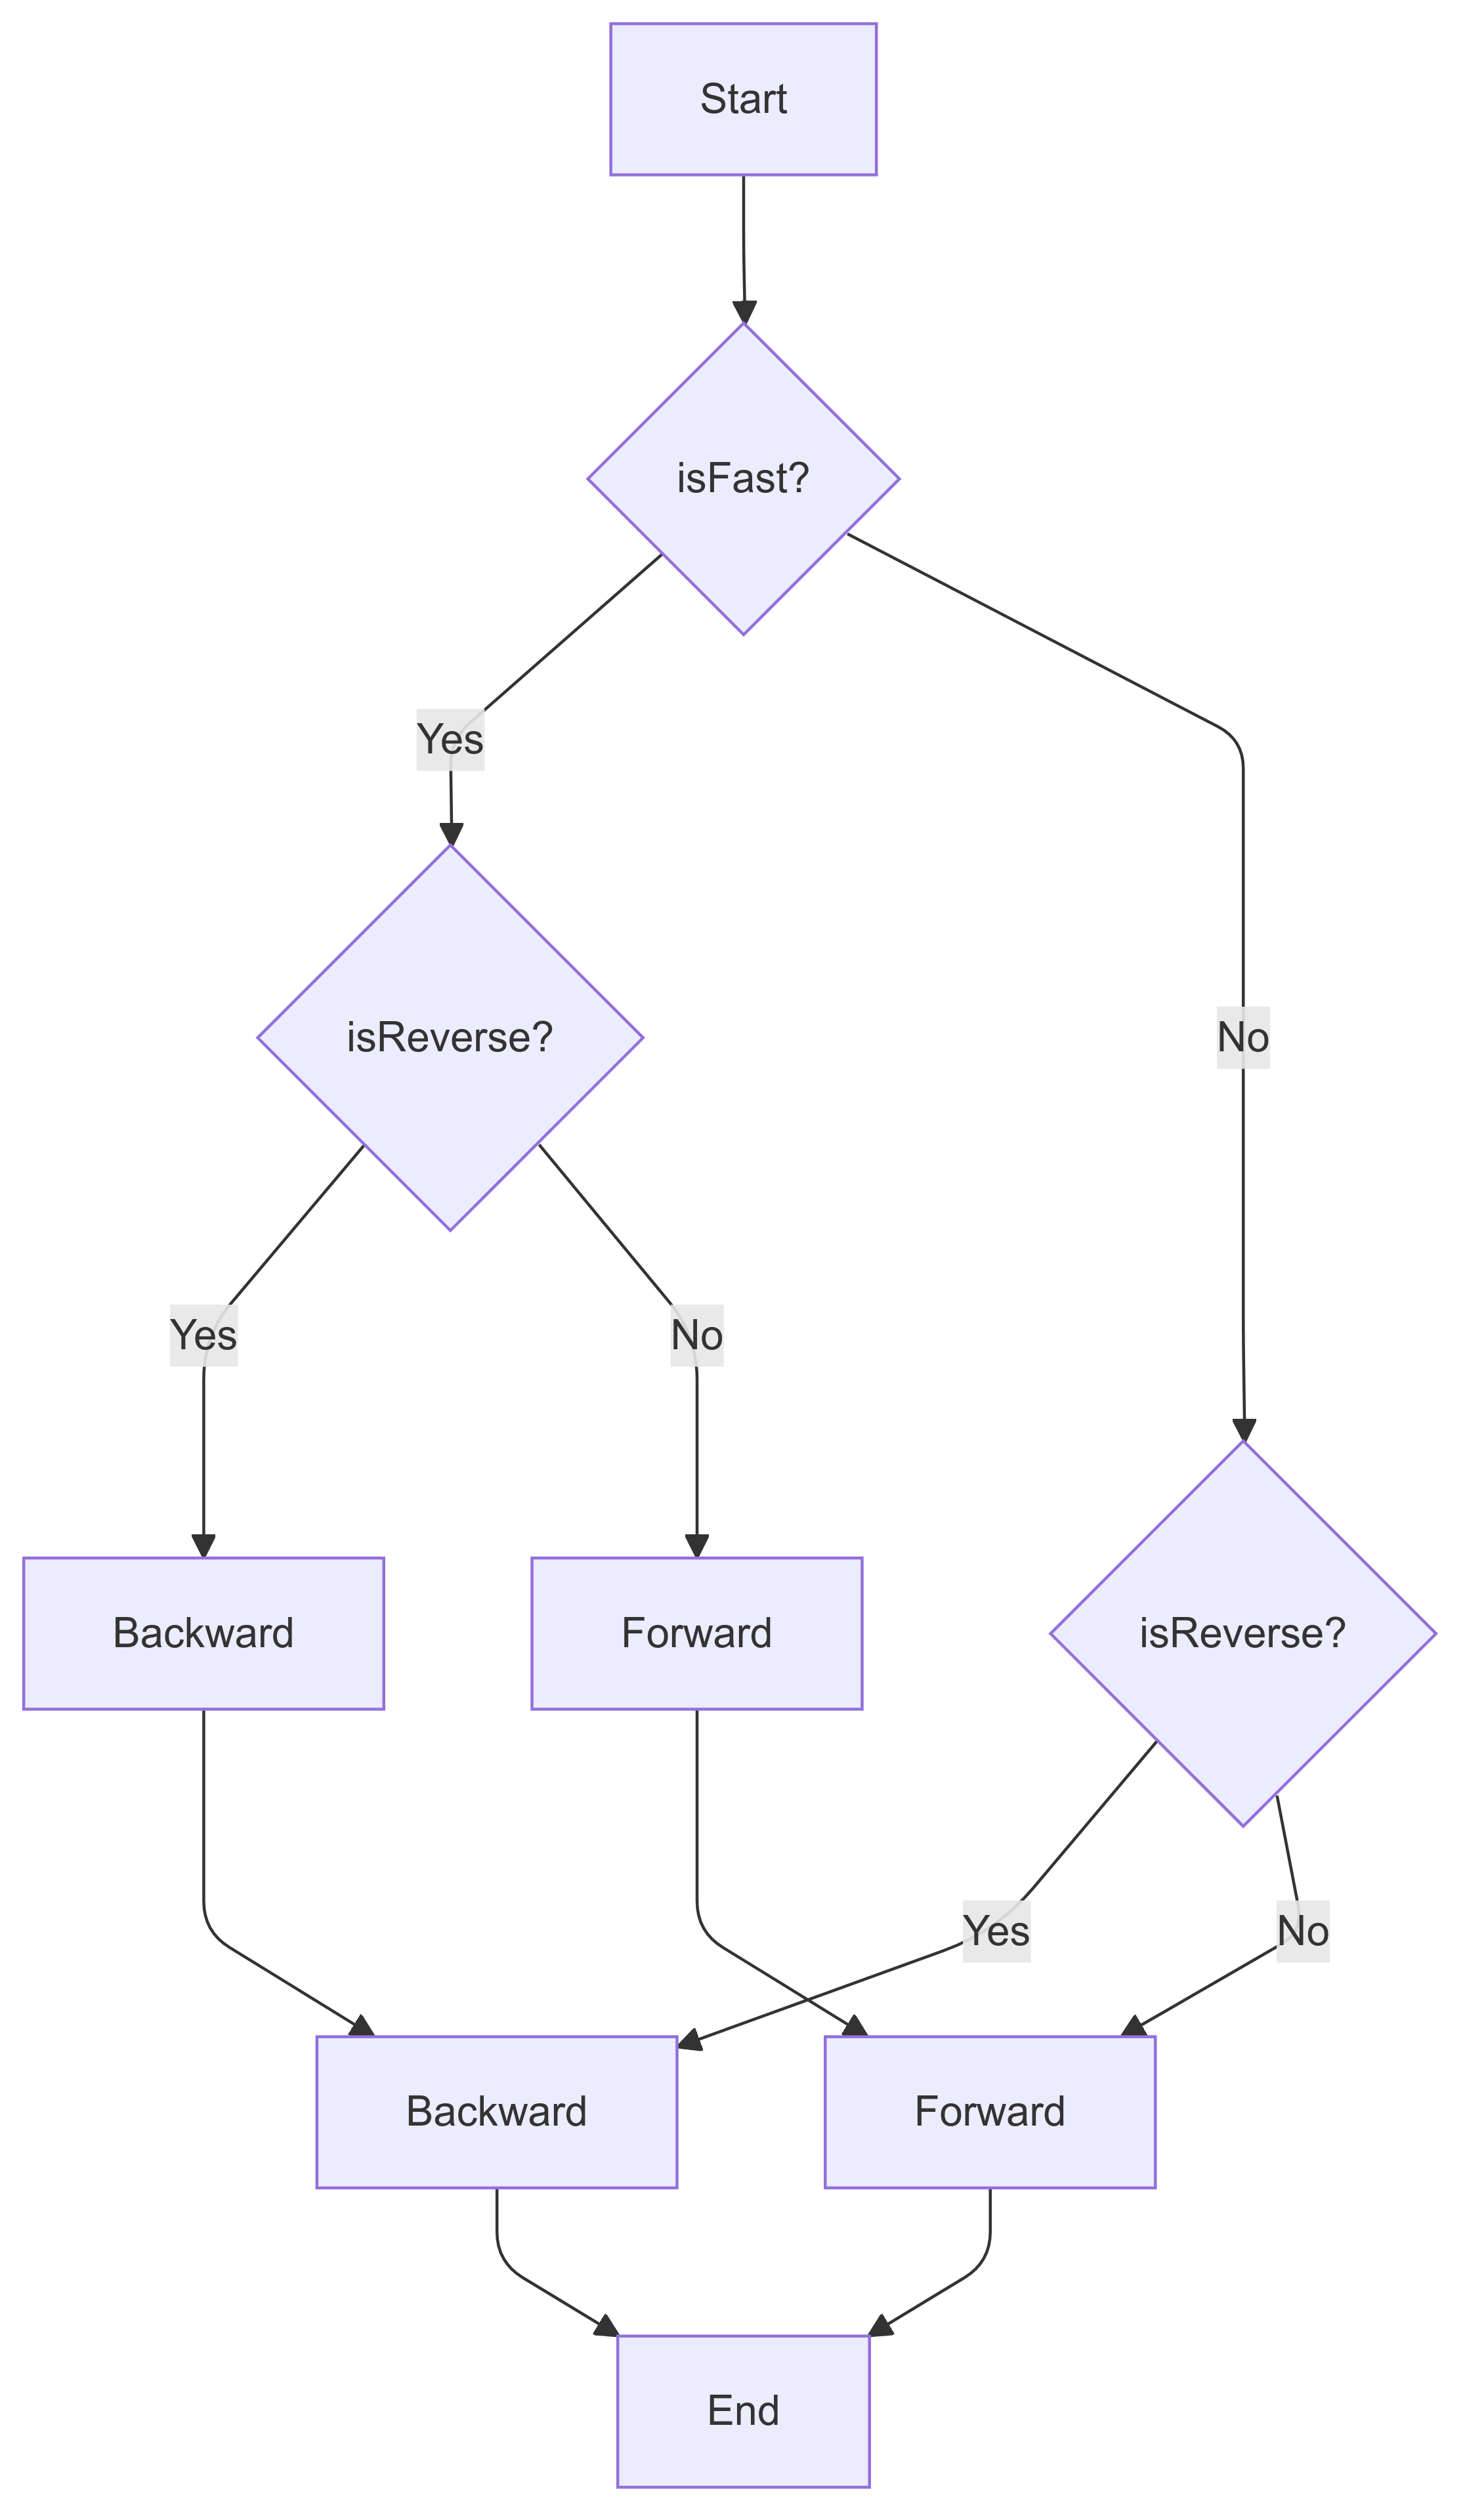 Start
isFast?
Yes
No
isReverse?
Yes
No
Backward
Forward
isReverse?
Yes
No
Backward
Forward
End